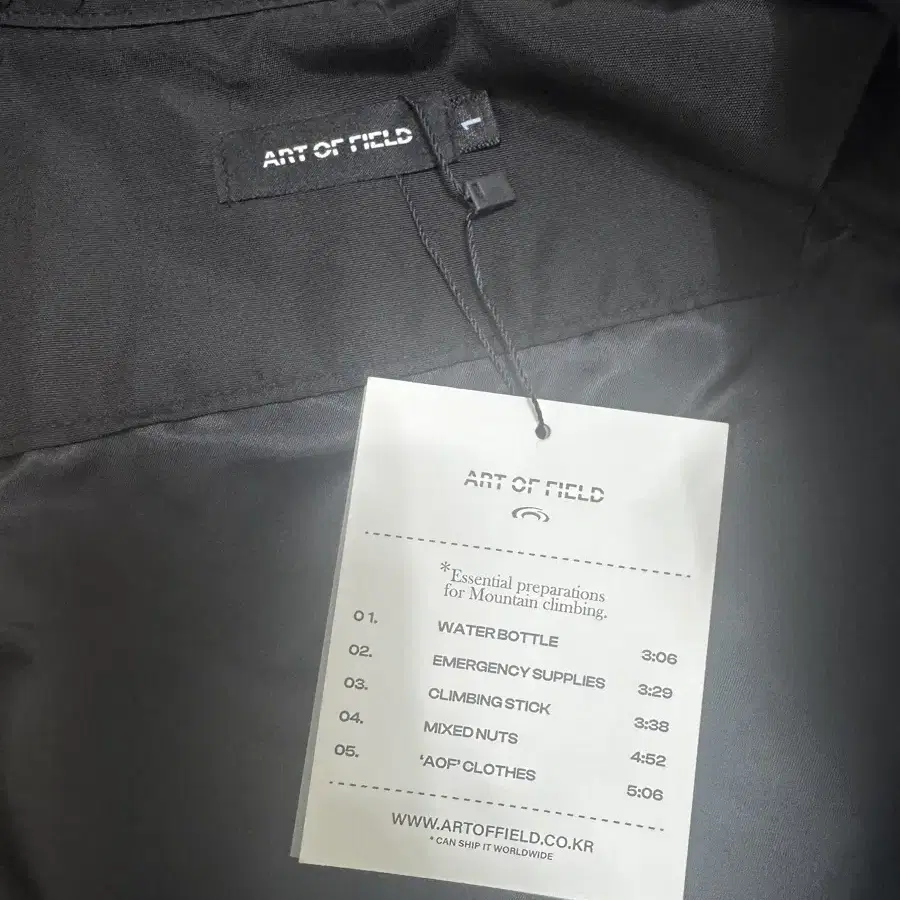 ART OF FIELD
1
ART OF FIELD
*Essential preparations
for Mountain climbing.
01. WATER BOTTLE 3:06
02. EMERGENCY SUPPLIES 3:29
03. CLIMBING STICK 3:38
04. MIXED NUTS 4:52
05. ‘AOF’ CLOTHES 5:06
WWW.ARTOFFIELD.CO.KR
* CAN SHIP IT WORLDWIDE